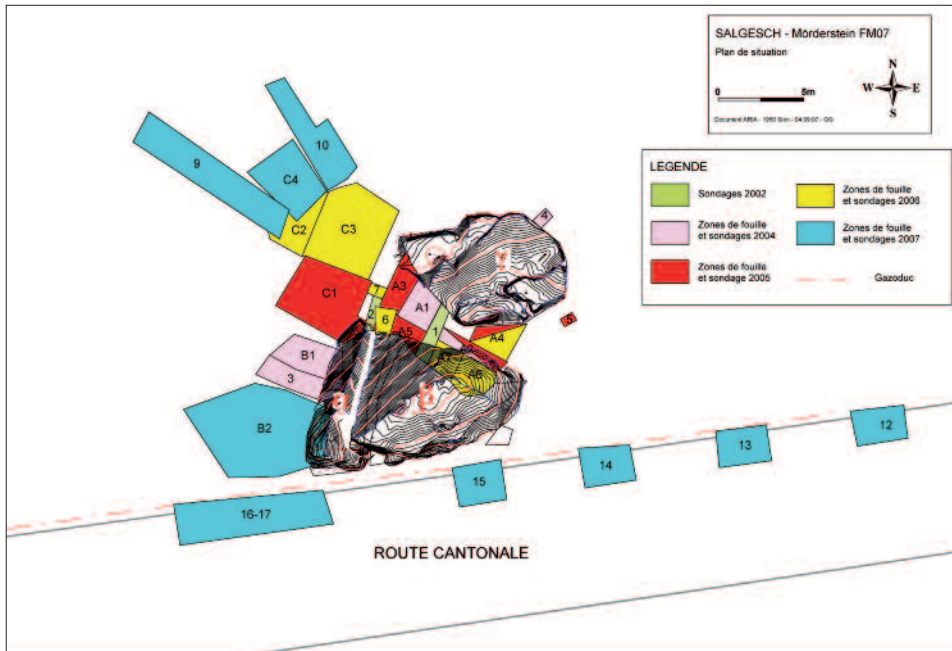 SALGESCH - Mörderstein FM07
Plan de situation
N
W E
S
0 5m
LEGENDE
Sondages 2002
Zones de fouille
et sondages 2004
Zones de fouille
et sondage 2005
Zones de fouille
et sondages 2006
Zones de fouille
et sondages 2007
Gazoduc
10
9
C4
C2
C3
4
A3
7
C1
A1
2
6
A5
1
A4
5
B1
A7
3
A6
B2
12
13
14
15
16-17
ROUTE CANTONALE